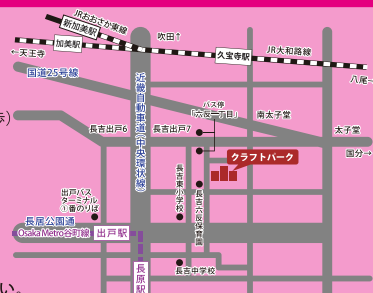 JRおおさか東線
新加美駅
加美駅
吹田↑
久宝寺駅
JR大和路線
←天王寺
国道25号線
八尾→
近畿自動車道(中央環状線)
バス停
「六反一丁目」
南太子堂
歩)
長吉出戸6
長吉出戸7
太子堂
国分→
クラフトパーク
長吉東小学校
長吉六反保育園
出戸バス
ターミナル
①番のりば
長居公園通
Osaka Metro谷町線
出戸駅
長吉中学校
長原駅
い。